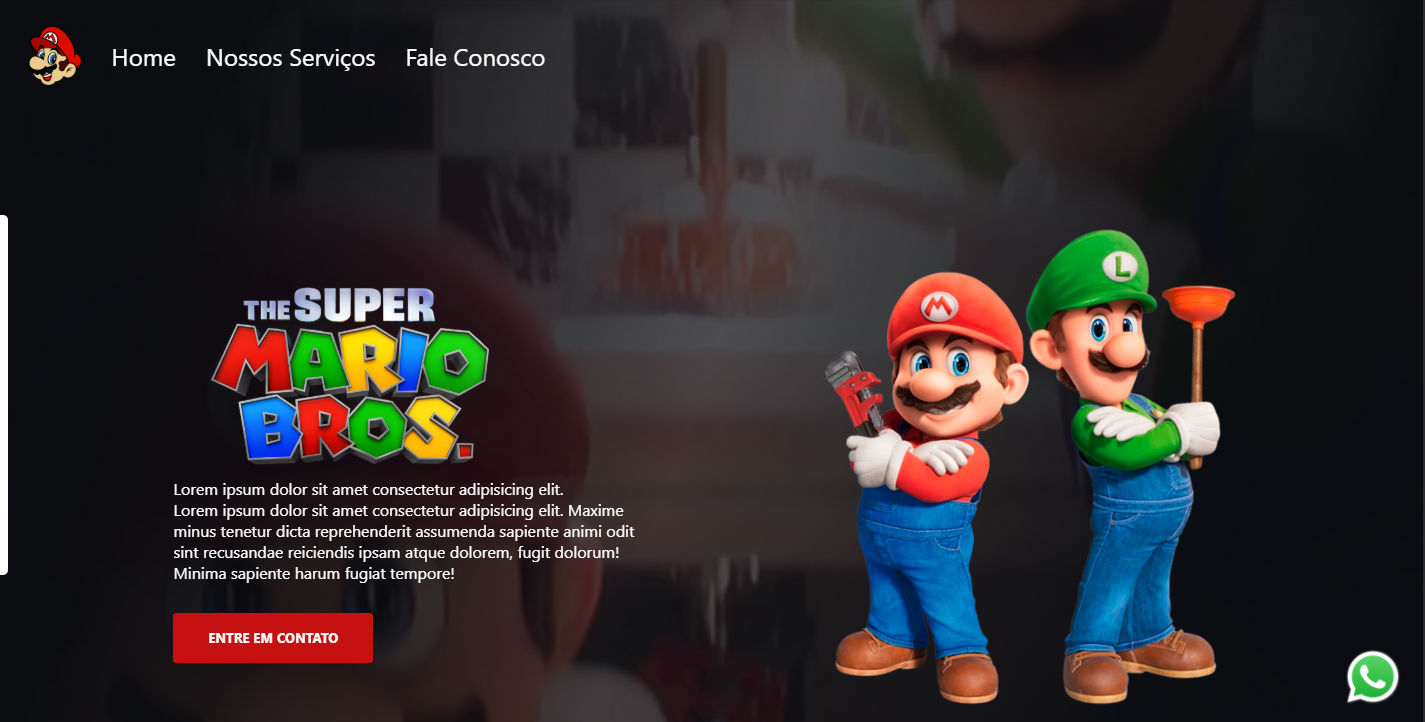 Home Nossos Serviços Fale Conosco
THE SUPER
MARIO
BROS.
M
L
Lorem ipsum dolor sit amet consectetur adipisicing elit.
Lorem ipsum dolor sit amet consectetur adipisicing elit. Maxime
minus tenetur dicta reprehenderit assumenda sapiente animi odit
sint recusandae reiciendis ipsam atque dolorem, fugit dolorum!
Minima sapiente harum fugiat tempore!
ENTRE EM CONTATO